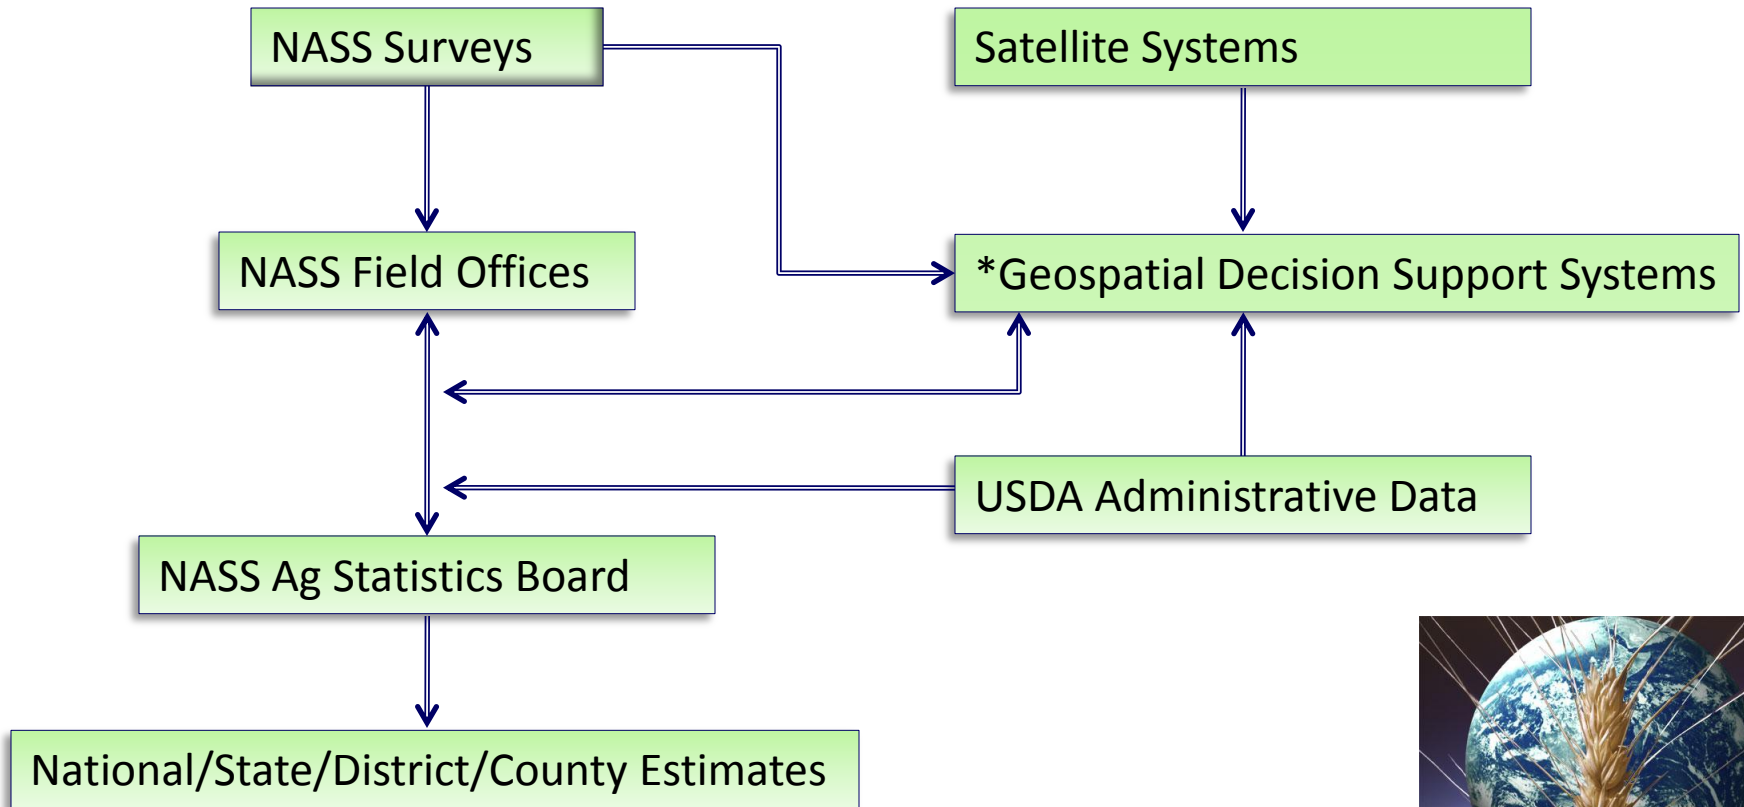 NASS Surveys
Satellite Systems
NASS Field Offices
*Geospatial Decision Support Systems
USDA Administrative Data
NASS Ag Statistics Board
National/State/District/County Estimates